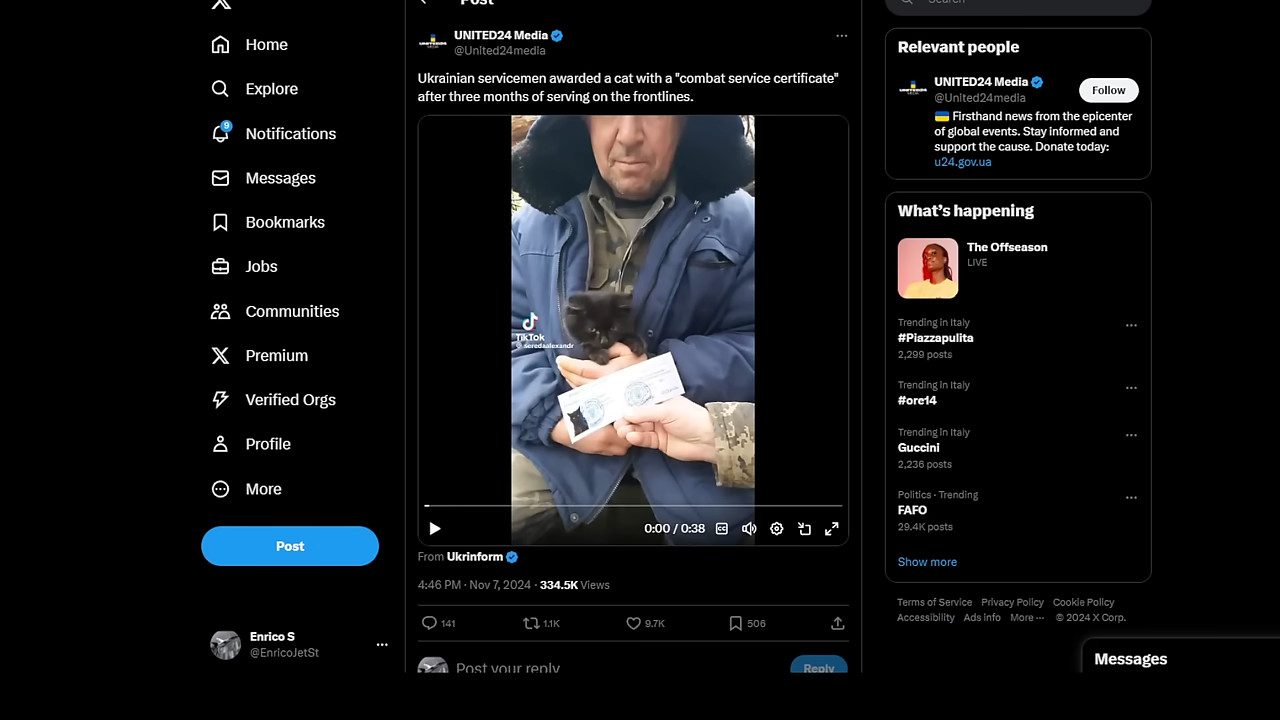 Post
Search
Home
Explore
9
Notifications
Messages
Bookmarks
Jobs
Communities
Premium
Verified Orgs
Profile
More
Post
Enrico S
@EnricoJetSt
UNITED24 Media
@United24media
Ukrainian servicemen awarded a cat with a "combat service certificate"
after three months of serving on the frontlines.
TikTok
@seredaalexandr
0:00 / 0:38
From Ukrinform
4:46 PM · Nov 7, 2024 · 334.5K Views
141
1.1K
9.7K
506
Post your reply
Reply
Relevant people
UNITED24 Media
@United24media
Follow
Firsthand news from the epicenter
of global events. Stay informed and
support the cause. Donate today:
u24.gov.ua
What's happening
The Offseason
LIVE
Trending in Italy
#Piazzapulita
2,299 posts
Trending in Italy
#ore14
Trending in Italy
Guccini
2,236 posts
Politics · Trending
FAFO
29.4K posts
Show more
Terms of Service Privacy Policy Cookie Policy
Accessibility Ads info More ··· © 2024 X Corp.
Messages